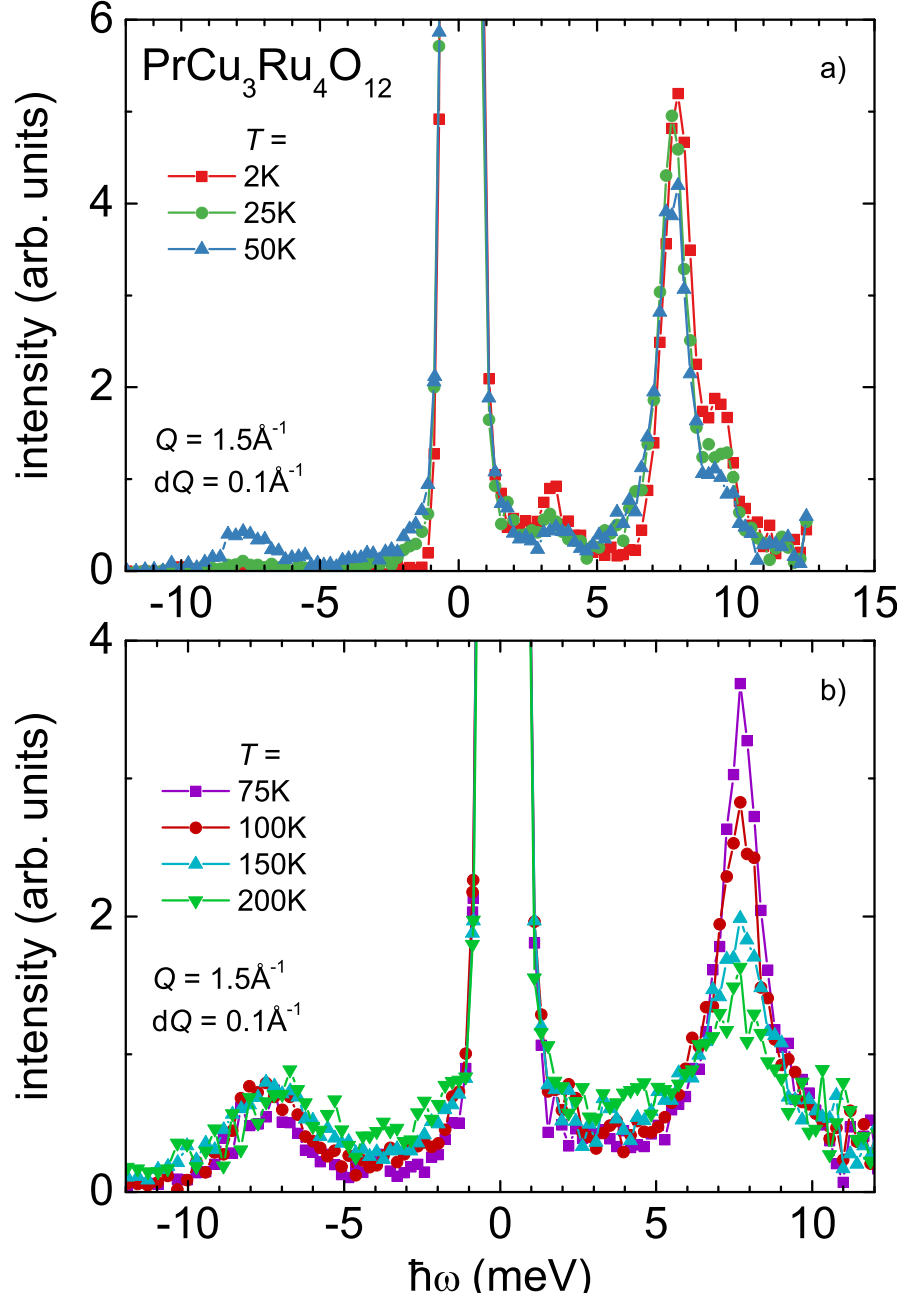 6
4
2
0
intensity (arb. units)
PrCu₃Ru₄O₁₂
a)
T =
2K
25K
50K
Q = 1.5Å⁻¹
dQ = 0.1Å⁻¹
-10 -5 0 5 10 15
4
2
0
intensity (arb. units)
b)
T =
75K
100K
150K
200K
Q = 1.5Å⁻¹
dQ = 0.1Å⁻¹
-10 -5 0 5 10
ħω (meV)